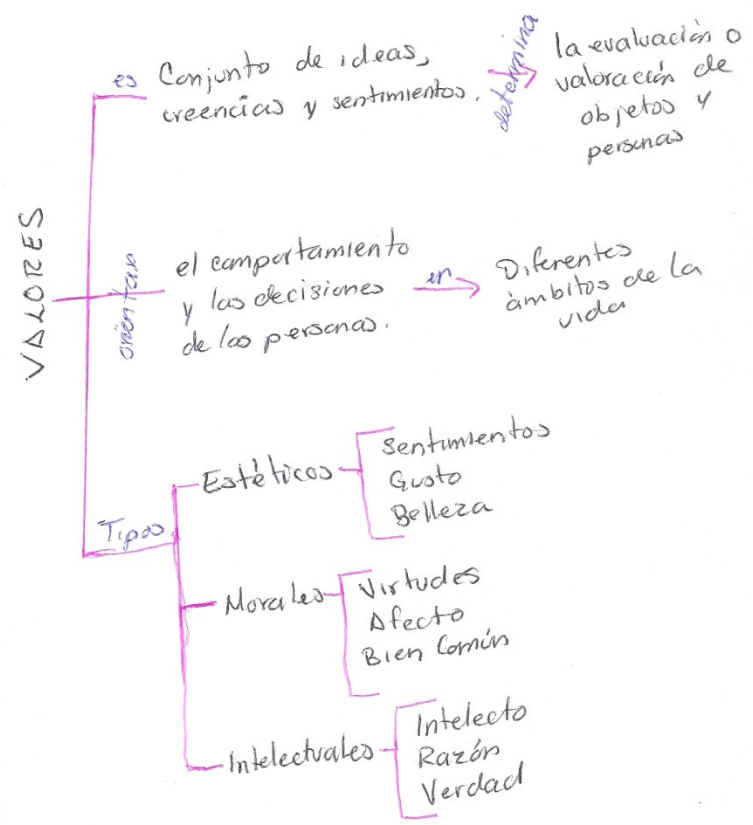 VALORES
es
Conjunto de ideas,
creencias y sentimientos.
determina
la evaluación o
valoración de
objetos y
personas
orientan
el comportamiento
y las decisiones
de las personas.
en
Diferentes
ámbitos de la
vida
Tipos
Estéticos
Sentimientos
Gusto
Belleza
Morales
Virtudes
Afecto
Bien Común
Intelectuales
Intelecto
Razón
Verdad